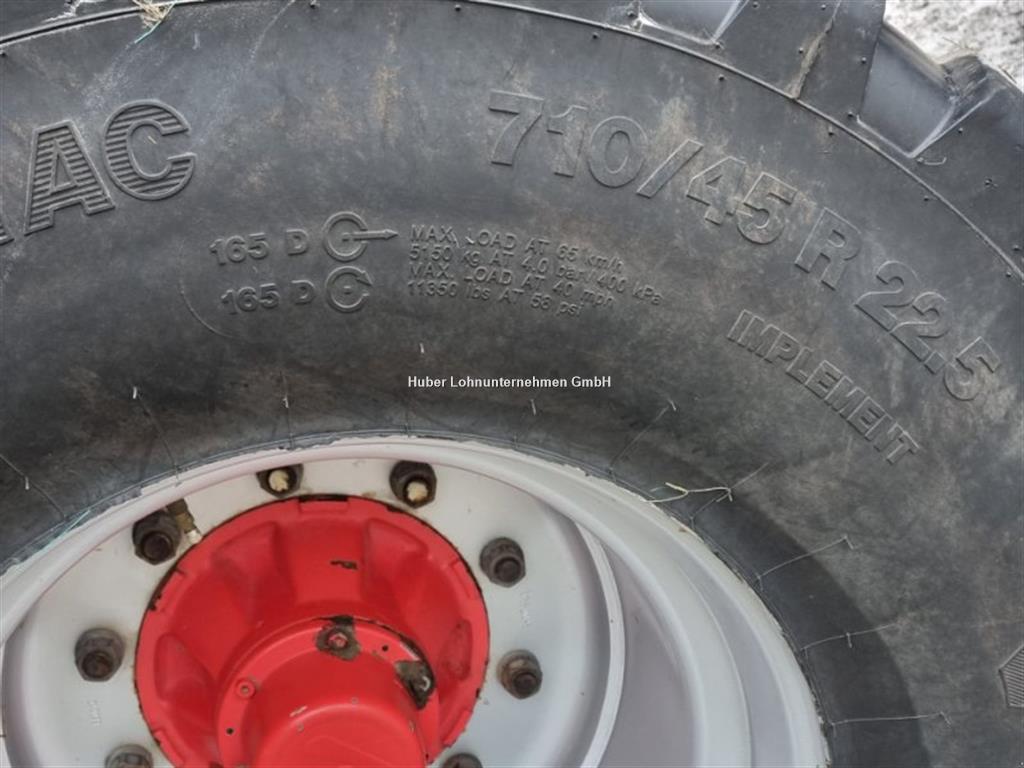 AC
710/45 R 22.5
IMPLEMENT
165 D
165 D
MAX. LOAD AT 65 km/h
5150 kg AT 4.0 bar/400 kPa
MAX. LOAD AT 40 mph
11350 lbs AT 58 psi
Huber Lohnunternehmen GmbH